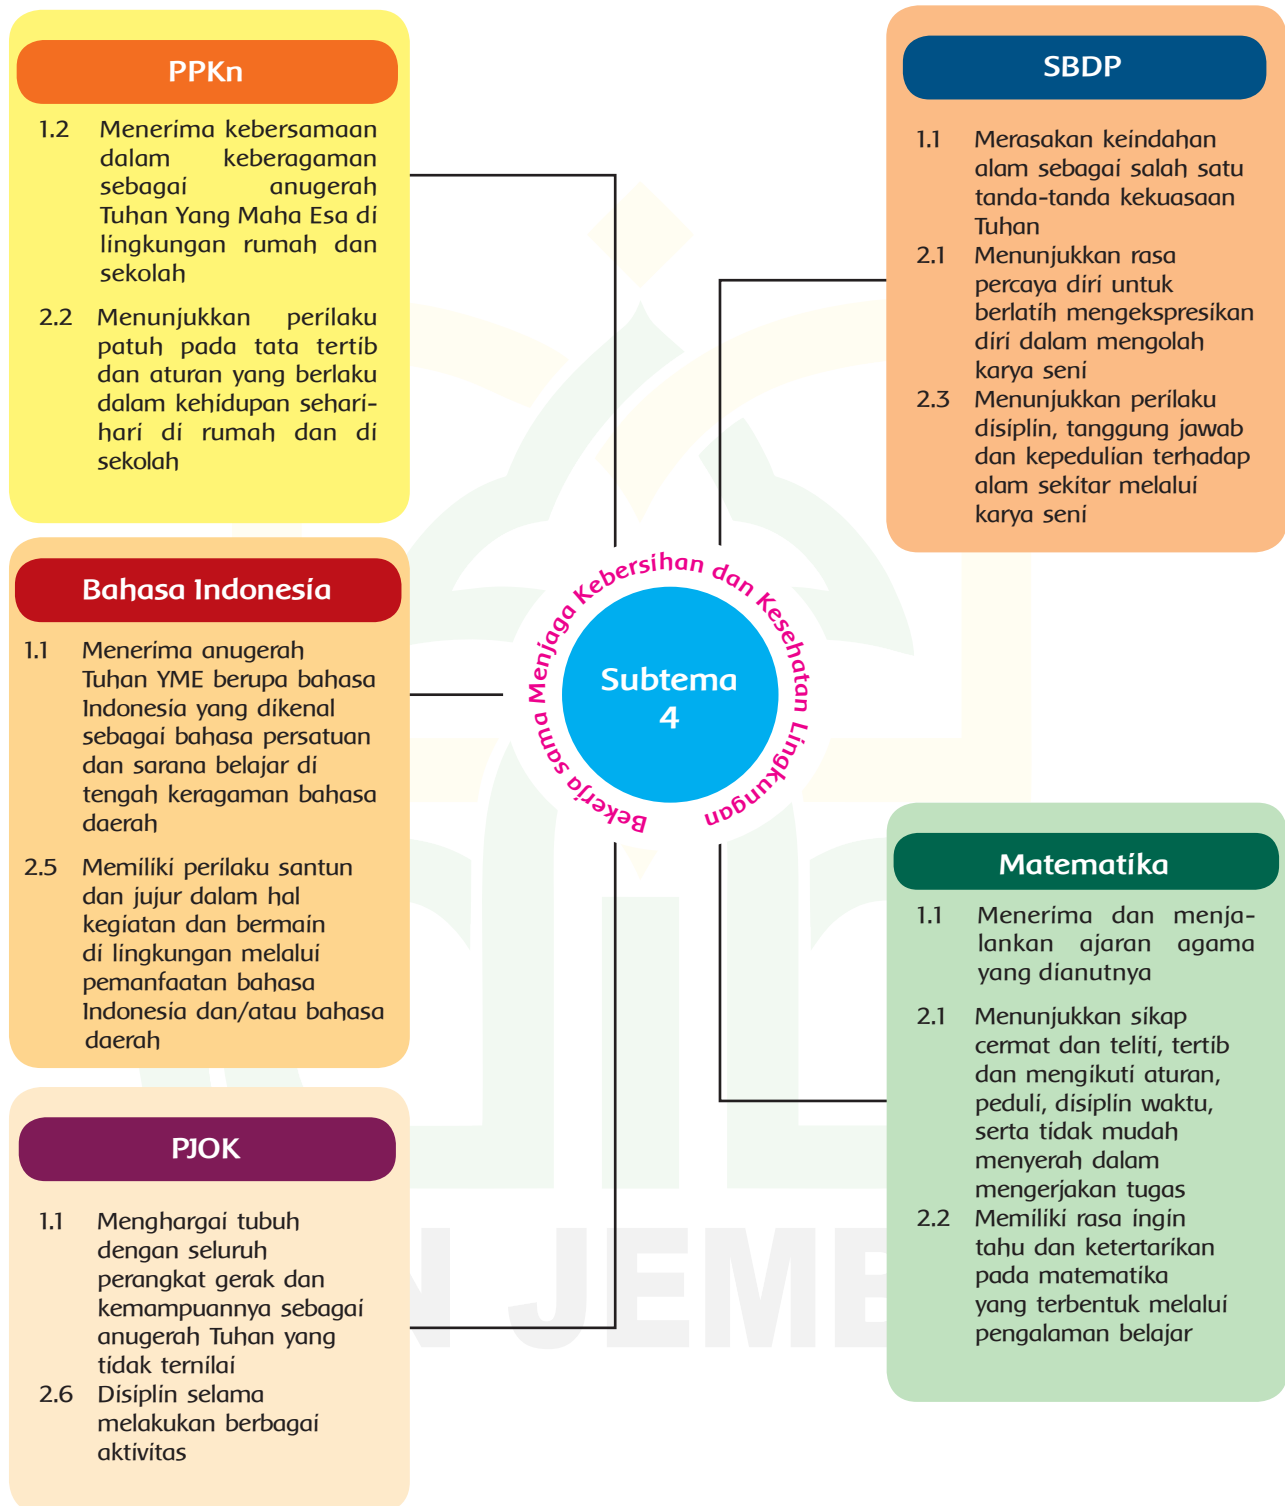 PPKn
1.2 Menerima kebersamaan
dalam keberagaman
sebagai anugerah
Tuhan Yang Maha Esa di
lingkungan rumah dan
sekolah
2.2 Menunjukkan perilaku
patuh pada tata tertib
dan aturan yang berlaku
dalam kehidupan sehari-
hari di rumah dan di
sekolah
Bahasa Indonesia
1.1 Menerima anugerah
Tuhan YME berupa bahasa
Indonesia yang dikenal
sebagai bahasa persatuan
dan sarana belajar di
tengah keragaman bahasa
daerah
2.5 Memiliki perilaku santun
dan jujur dalam hal
kegiatan dan bermain
di lingkungan melalui
pemanfaatan bahasa
Indonesia dan/atau bahasa
daerah
PJOK
1.1 Menghargai tubuh
dengan seluruh
perangkat gerak dan
kemampuannya sebagai
anugerah Tuhan yang
tidak ternilai
2.6 Disiplin selama
melakukan berbagai
aktivitas
Bekerja sama Menjaga Kebersihan dan Kesehatan Lingkungan
Subtema
4
SBDP
1.1 Merasakan keindahan
alam sebagai salah satu
tanda-tanda kekuasaan
Tuhan
2.1 Menunjukkan rasa
percaya diri untuk
berlatih mengekspresikan
diri dalam mengolah
karya seni
2.3 Menunjukkan perilaku
disiplin, tanggung jawab
dan kepedulian terhadap
alam sekitar melalui
karya seni
Matematika
1.1 Menerima dan menja-
lankan ajaran agama
yang dianutnya
2.1 Menunjukkan sikap
cermat dan teliti, tertib
dan mengikuti aturan,
peduli, disiplin waktu,
serta tidak mudah
menyerah dalam
mengerjakan tugas
2.2 Memiliki rasa ingin
tahu dan ketertarikan
pada matematika
yang terbentuk melalui
pengalaman belajar
N JEM